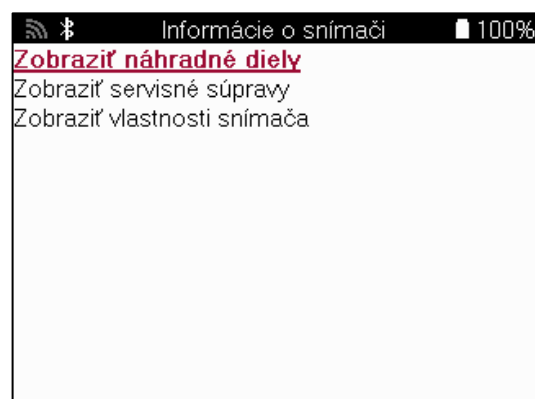 Informácie o snímači 100%
Zobraziť náhradné diely
Zobraziť servisné súpravy
Zobraziť vlastnosti snímača